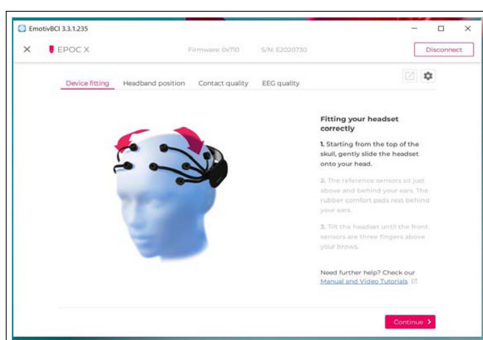 EmotivBCI 3.3.1.235
EPOC X
Firmware: 0x710
S/N: E2020730
Disconnect
Device fitting
Headband position
Contact quality
EEG quality
Fitting your headset
correctly
1. Starting from the top of the
skull, gently slide the headset
onto your head.
2. The reference sensors sit just
above and behind your ears. The
rubber comfort pads rest behind
your ears.
3. Tilt the headset until the front
sensors are three fingers above
your brows.
Need further help? Check our
Manual and Video Tutorials
Continue